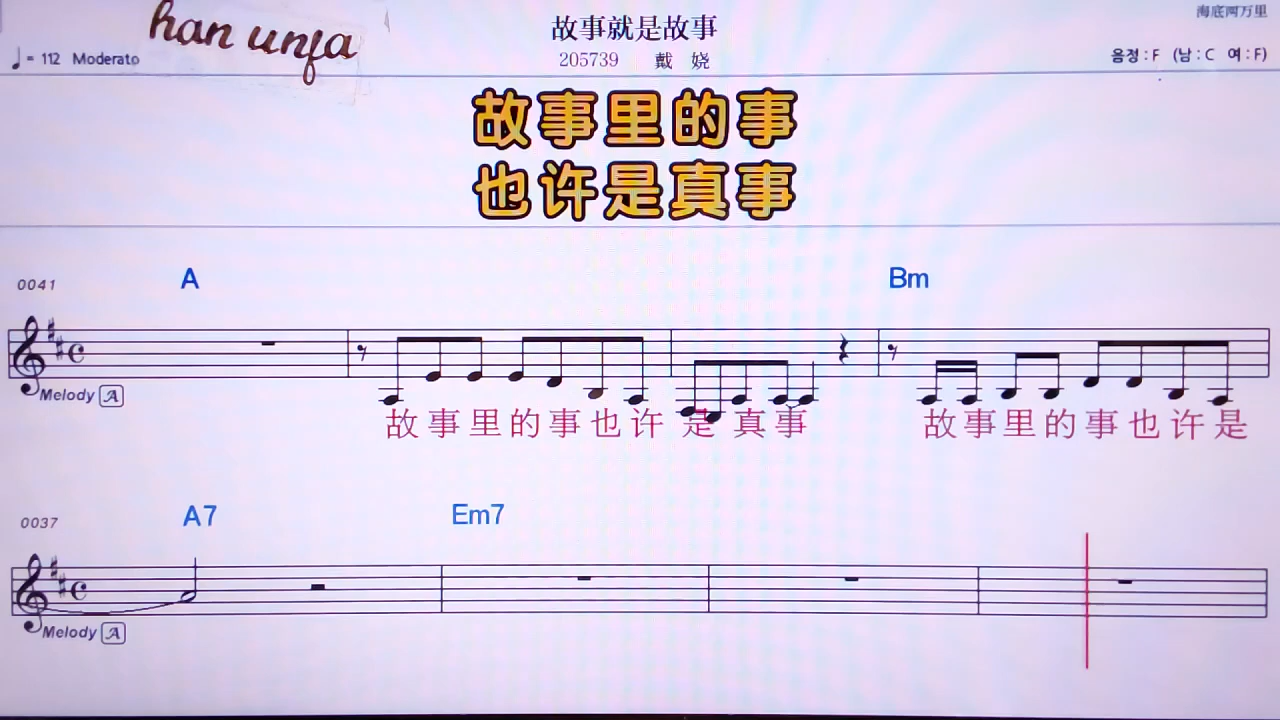 han unfa
故事就是故事
海底两万里
♩= 112 Moderato
205739 戴 娆
음정 : F (남 : C 여 : F)
故事里的事
也许是真事
0041 A Bm
Melody A
故事里的事也许是真事 故事里的事也许是
0037 A7 Em7
Melody A